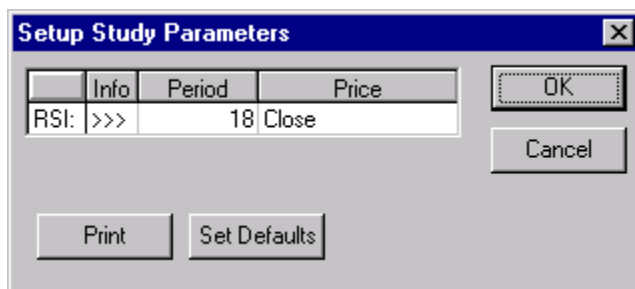 Setup Study Parameters
Info Period Price
RSI: >>> 18 Close
OK
Cancel
Print Set Defaults